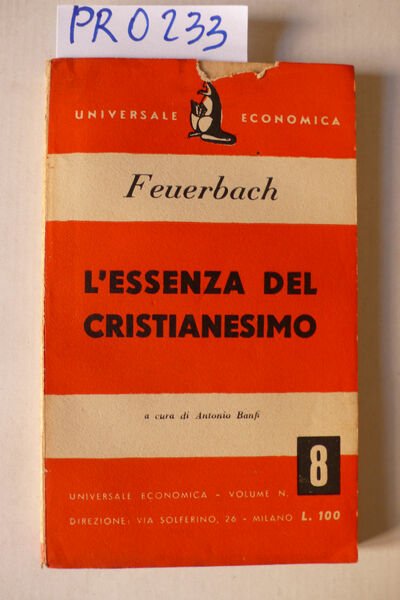 PRO233
UNIVERSALE ECONOMICA
Feuerbach
L'ESSENZA DEL
CRISTIANESIMO
a cura di Antonio Banfi
8
UNIVERSALE ECONOMICA - VOLUME N.
DIREZIONE: VIA SOLFERINO, 26 - MILANO L. 100